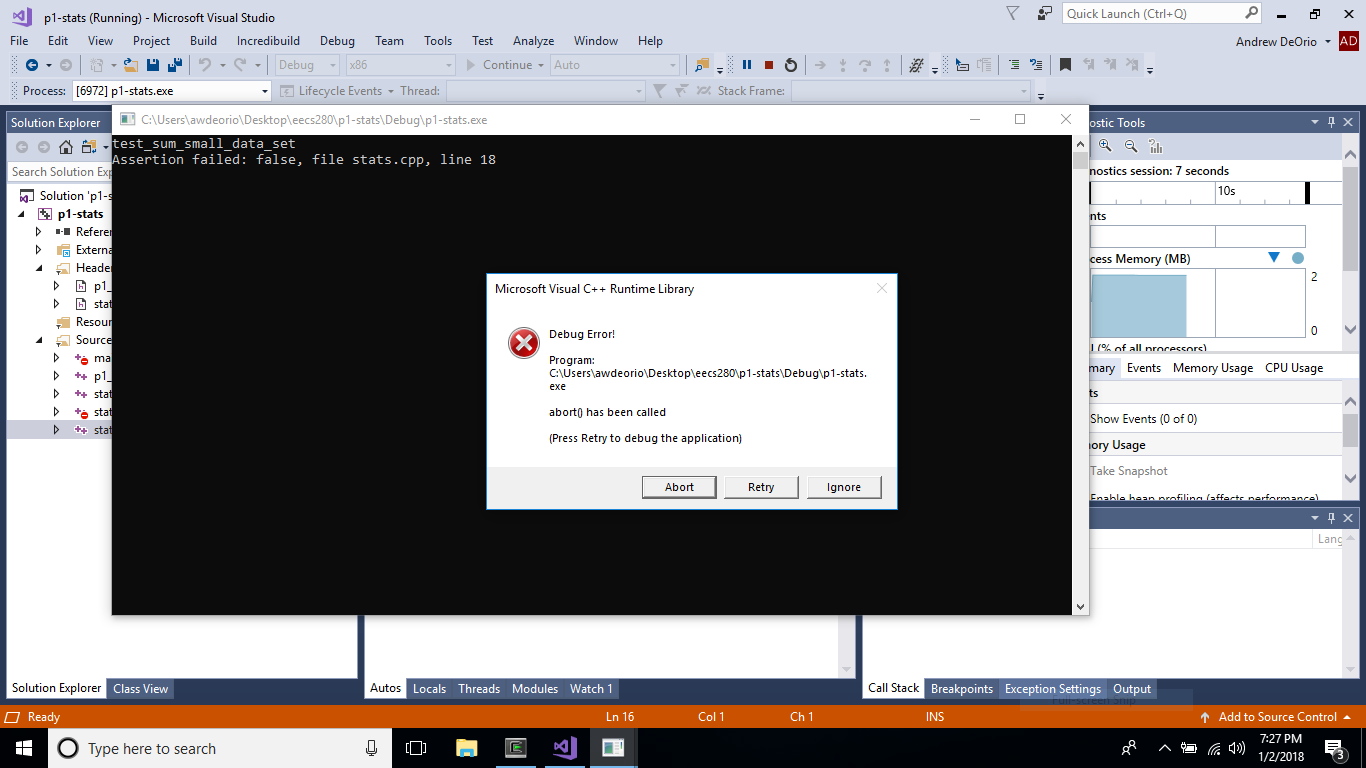 p1-stats (Running) - Microsoft Visual Studio
Quick Launch (Ctrl+Q)
File Edit View Project Build Incredibuild Debug Team Tools Test Analyze Window Help
Andrew DeOrio AD
Debug x86 Continue Auto
Process: [6972] p1-stats.exe Lifecycle Events Thread: Stack Frame:
Solution Explorer
Search Solution Explorer
Solution 'p1-s
p1-stats
Referen
Externa
Header
p1_
stat
Resour
Source
ma
p1_
stat
stat
stat
Solution Explorer Class View
C:\Users\awdeorio\Desktop\eecs280\p1-stats\Debug\p1-stats.exe
test_sum_small_data_set
Assertion failed: false, file stats.cpp, line 18
Microsoft Visual C++ Runtime Library
Debug Error!
Program:
C:\Users\awdeorio\Desktop\eecs280\p1-stats\Debug\p1-stats.
exe
abort() has been called
(Press Retry to debug the application)
Abort Retry Ignore
ostic Tools
nostics session: 7 seconds
10s
nts
cess Memory (MB)
2
0
(% of all processors)
mary Events Memory Usage CPU Usage
ts
Show Events (0 of 0)
ory Usage
Take Snapshot
Enable heap profiling (affects performance)
Lang
Autos Locals Threads Modules Watch 1
Call Stack Breakpoints Exception Settings Output
Full-screen Snip
Ready Ln 16 Col 1 Ch 1 INS Add to Source Control
Type here to search
7:27 PM
1/2/2018
3